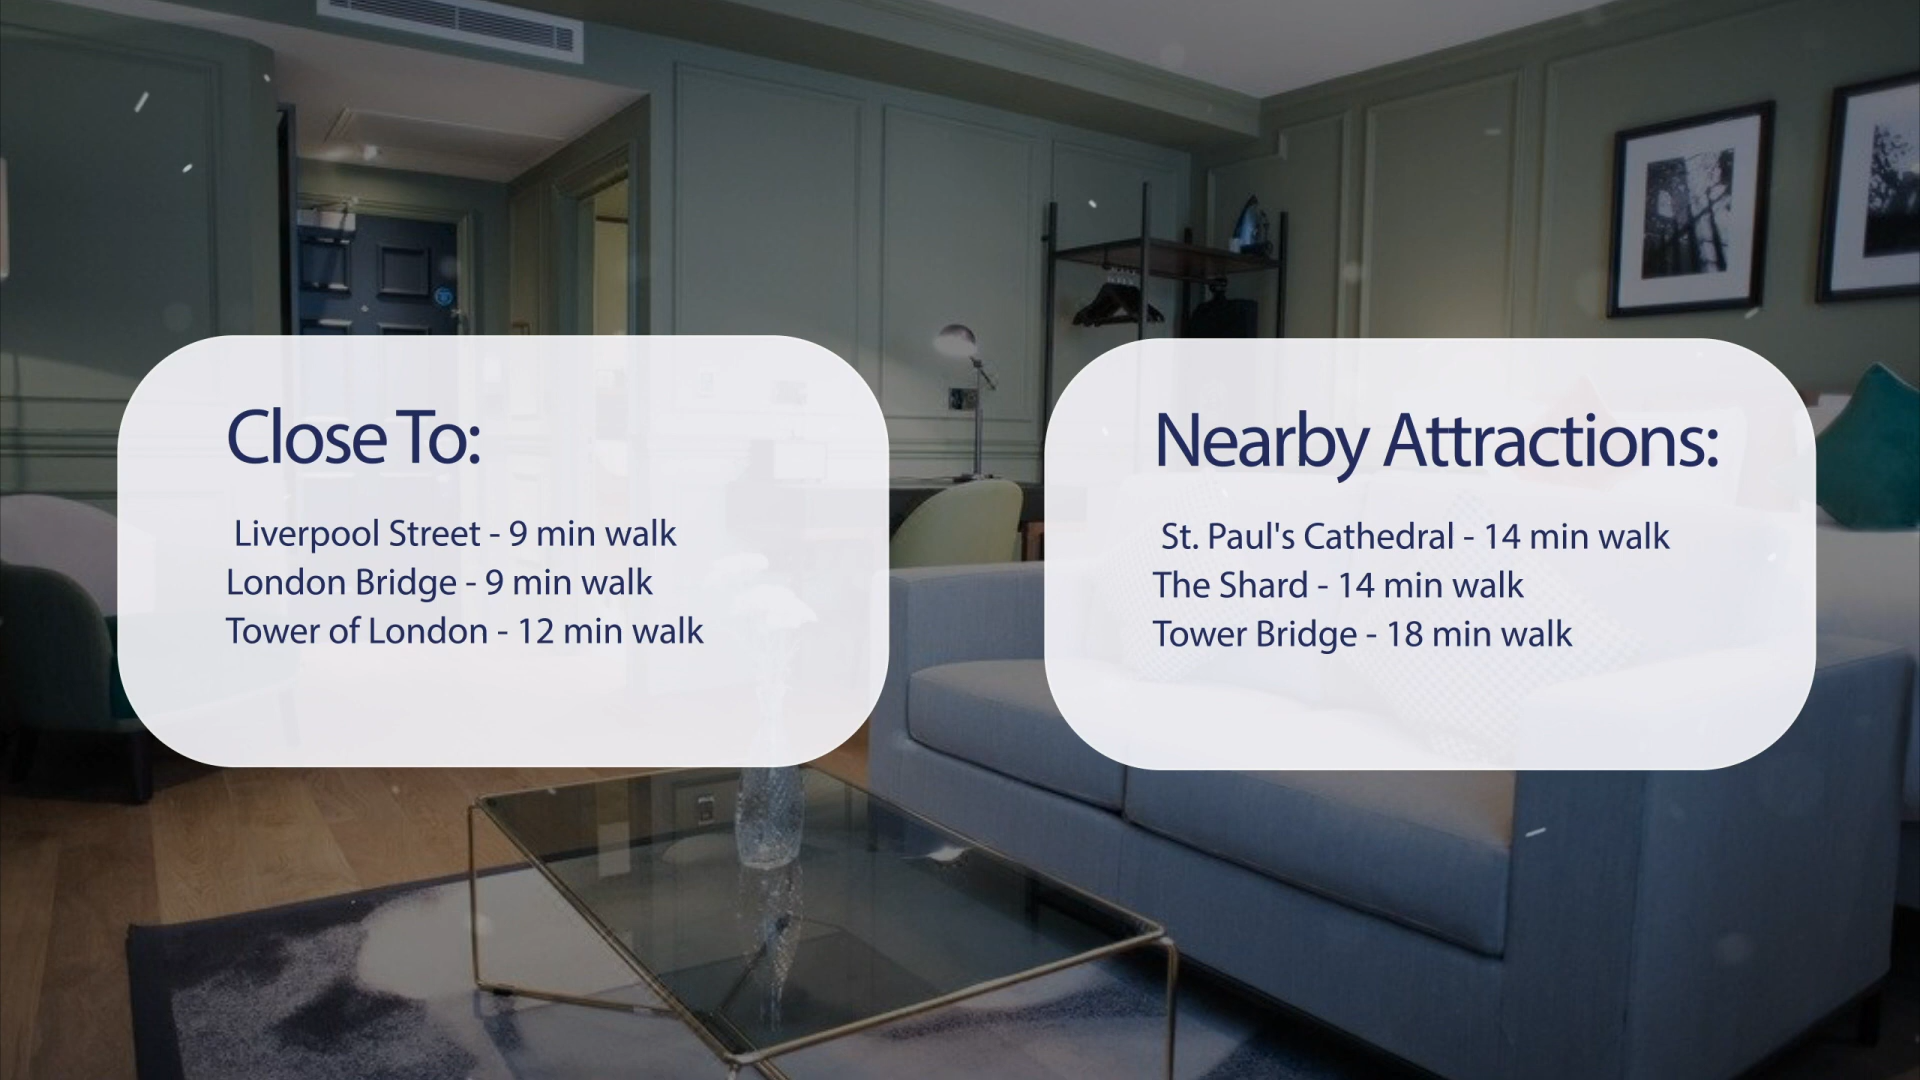 Close To:
Liverpool Street - 9 min walk
London Bridge - 9 min walk
Tower of London - 12 min walk
Nearby Attractions:
St. Paul's Cathedral - 14 min walk
The Shard - 14 min walk
Tower Bridge - 18 min walk